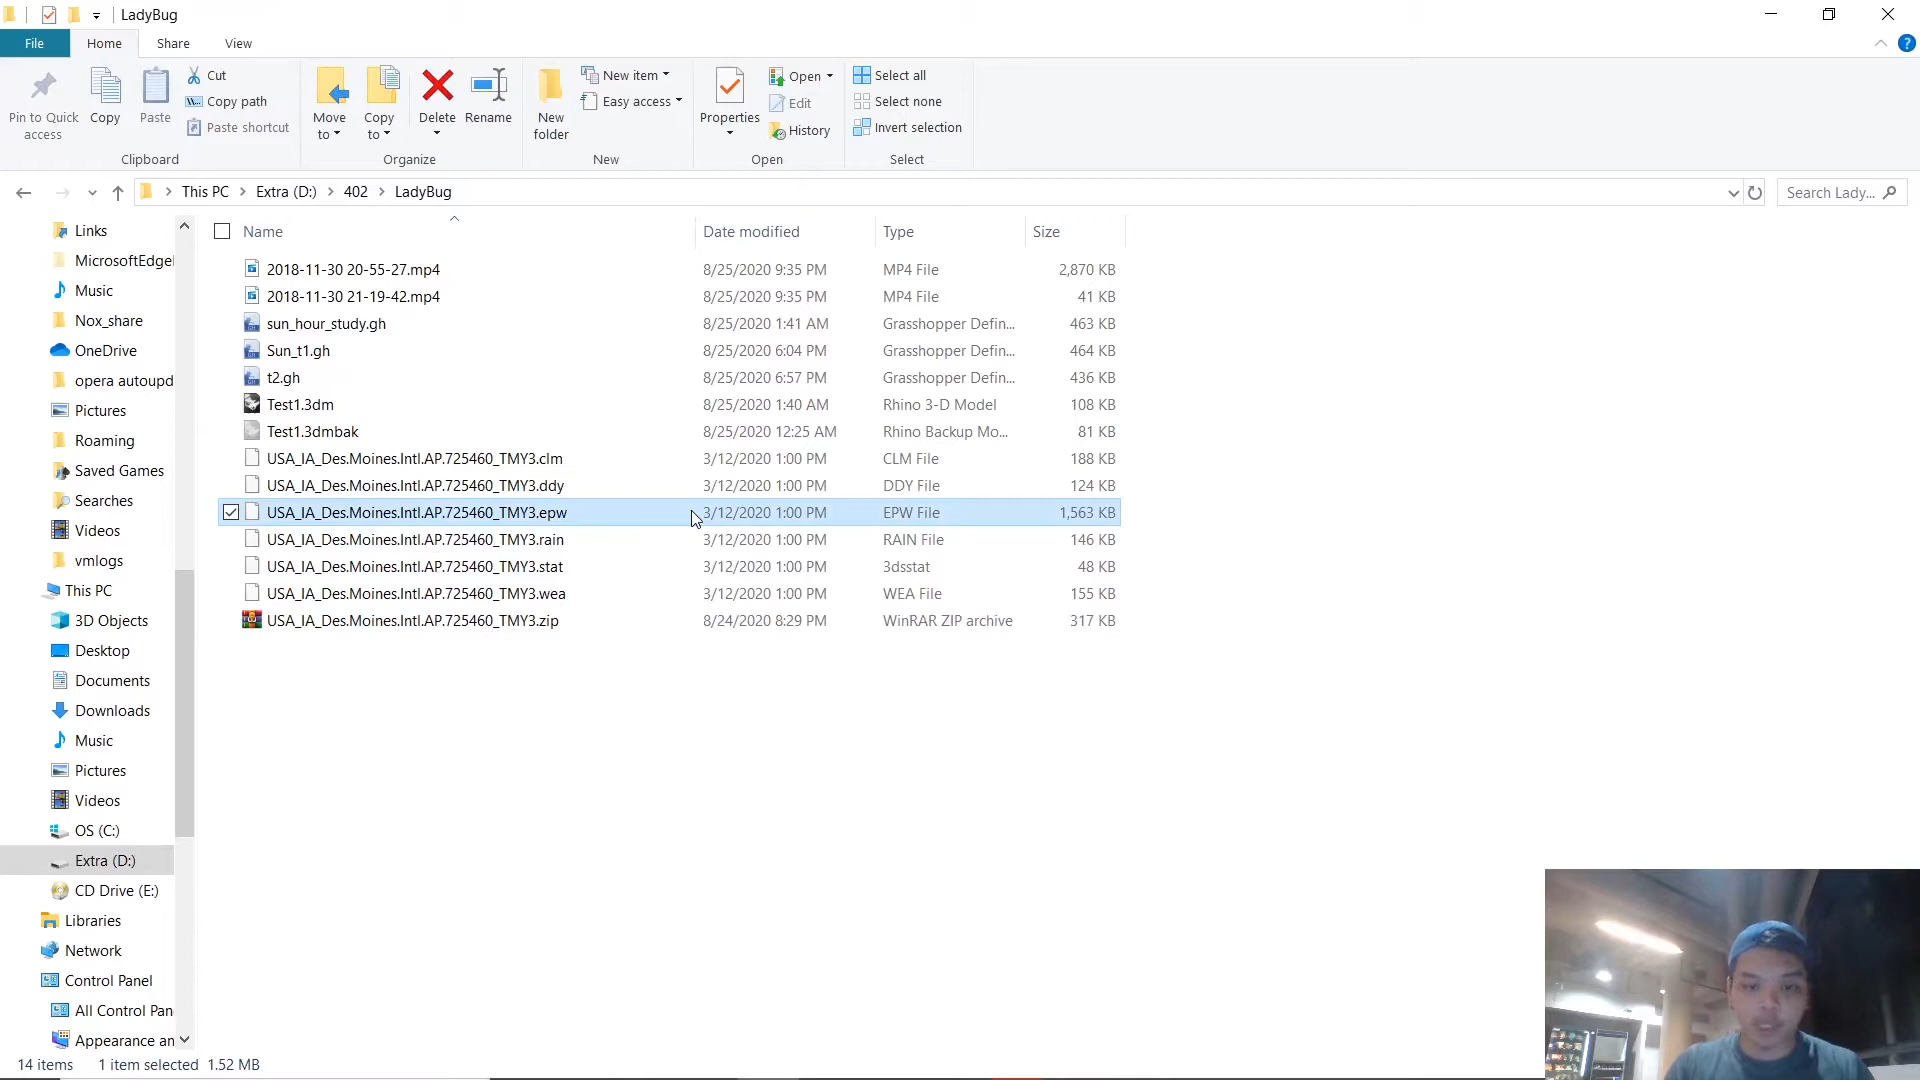 LadyBug
File Home Share View
Pin to Quick access
Copy
Paste
Cut
Copy path
Paste shortcut
Clipboard
Move to
Copy to
Delete
Rename
Organize
New folder
New item
Easy access
New
Properties
Open
Edit
History
Open
Select all
Select none
Invert selection
Select
This PC > Extra (D:) > 402 > LadyBug
Search Lady...
Name Date modified Type Size
2018-11-30 20-55-27.mp4 8/25/2020 9:35 PM MP4 File 2,870 KB
2018-11-30 21-19-42.mp4 8/25/2020 9:35 PM MP4 File 41 KB
sun_hour_study.gh 8/25/2020 1:41 AM Grasshopper Defin... 463 KB
Sun_t1.gh 8/25/2020 6:04 PM Grasshopper Defin... 464 KB
t2.gh 8/25/2020 6:57 PM Grasshopper Defin... 436 KB
Test1.3dm 8/25/2020 1:40 AM Rhino 3-D Model 108 KB
Test1.3dmbak 8/25/2020 12:25 AM Rhino Backup Mo... 81 KB
USA_IA_Des.Moines.Intl.AP.725460_TMY3.clm 3/12/2020 1:00 PM CLM File 188 KB
USA_IA_Des.Moines.Intl.AP.725460_TMY3.ddy 3/12/2020 1:00 PM DDY File 124 KB
USA_IA_Des.Moines.Intl.AP.725460_TMY3.epw 3/12/2020 1:00 PM EPW File 1,563 KB
USA_IA_Des.Moines.Intl.AP.725460_TMY3.rain 3/12/2020 1:00 PM RAIN File 146 KB
USA_IA_Des.Moines.Intl.AP.725460_TMY3.stat 3/12/2020 1:00 PM 3dsstat 48 KB
USA_IA_Des.Moines.Intl.AP.725460_TMY3.wea 3/12/2020 1:00 PM WEA File 155 KB
USA_IA_Des.Moines.Intl.AP.725460_TMY3.zip 8/24/2020 8:29 PM WinRAR ZIP archive 317 KB
Links
MicrosoftEdge
Music
Nox_share
OneDrive
opera autoupd
Pictures
Roaming
Saved Games
Searches
Videos
vmlogs
This PC
3D Objects
Desktop
Documents
Downloads
Music
Pictures
Videos
OS (C:)
Extra (D:)
CD Drive (E:)
Libraries
Network
Control Panel
All Control Pan
Appearance an
14 items 1 item selected 1.52 MB